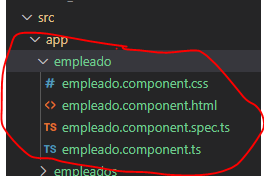 src
app
empleado
# empleado.component.css
<> empleado.component.html
TS empleado.component.spec.ts
TS empleado.component.ts
empleados